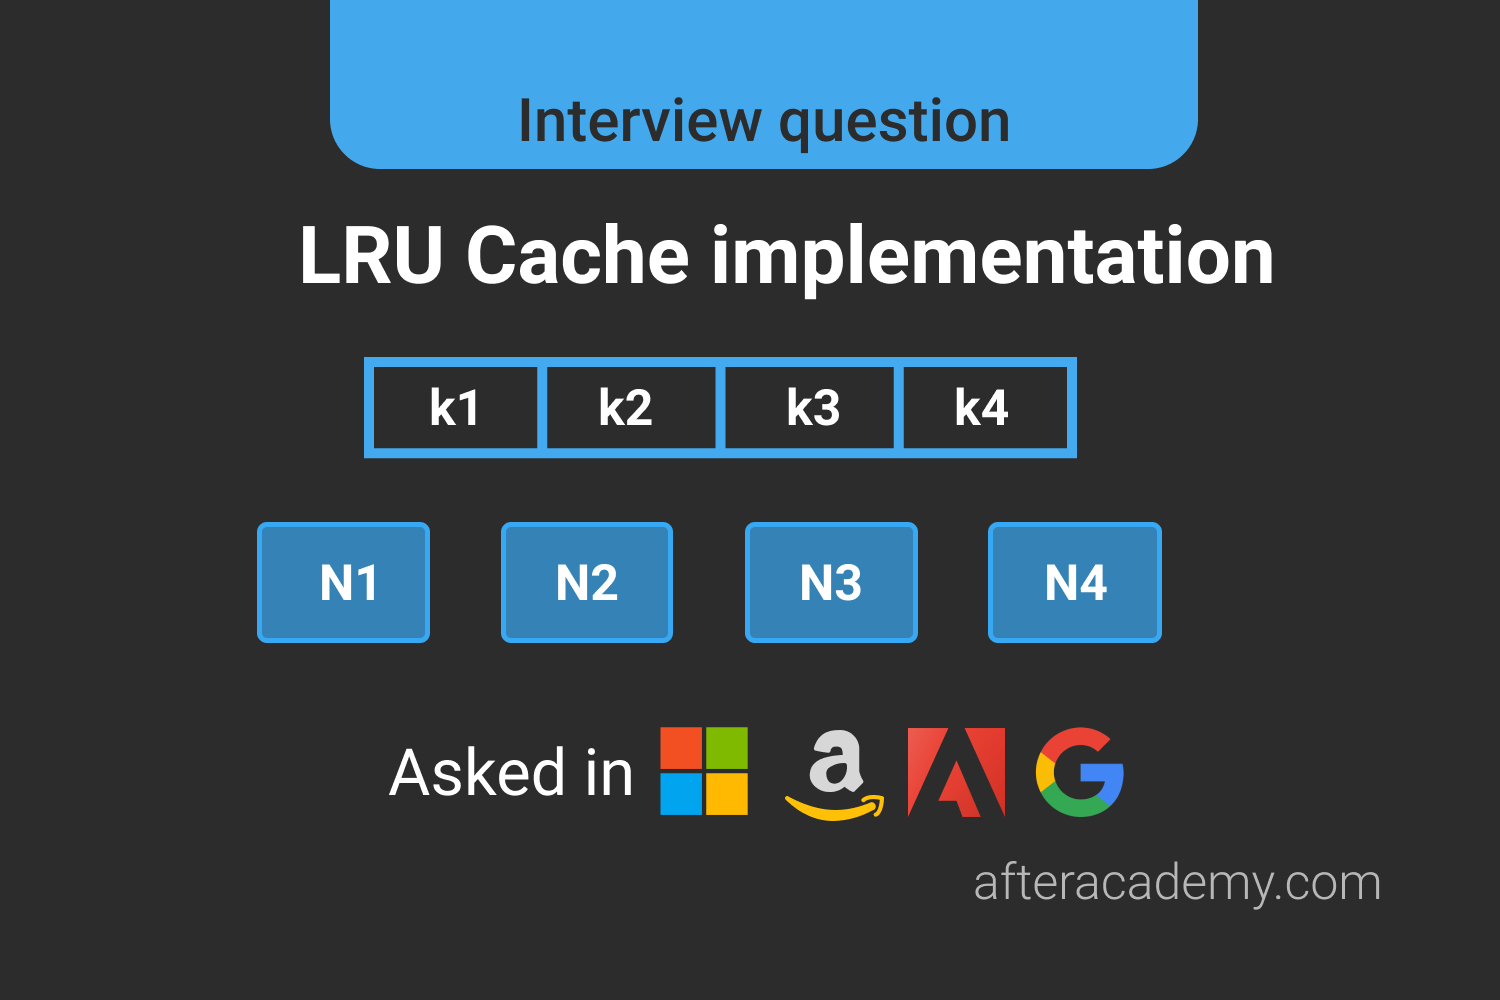 Interview question
LRU Cache implementation
k1 k2 k3 k4
N1 N2 N3 N4
Asked in
afteracademy.com